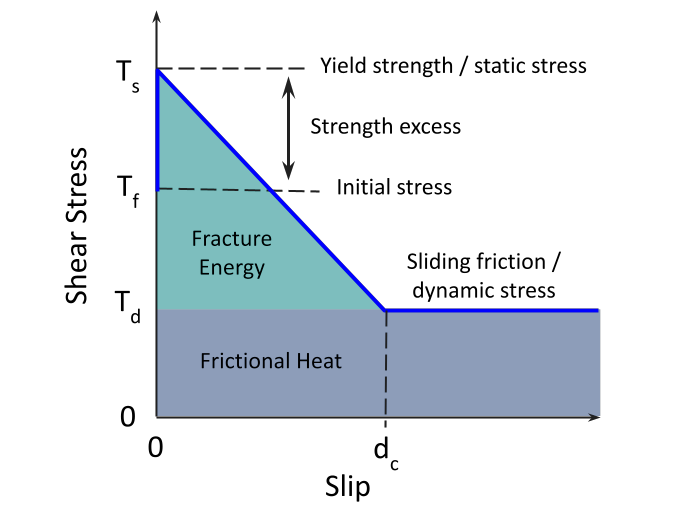 T_s
Yield strength / static stress
Strength excess
T_f
Initial stress
Shear Stress
Fracture
Energy
Sliding friction /
dynamic stress
T_d
Frictional Heat
0
0
d_c
Slip